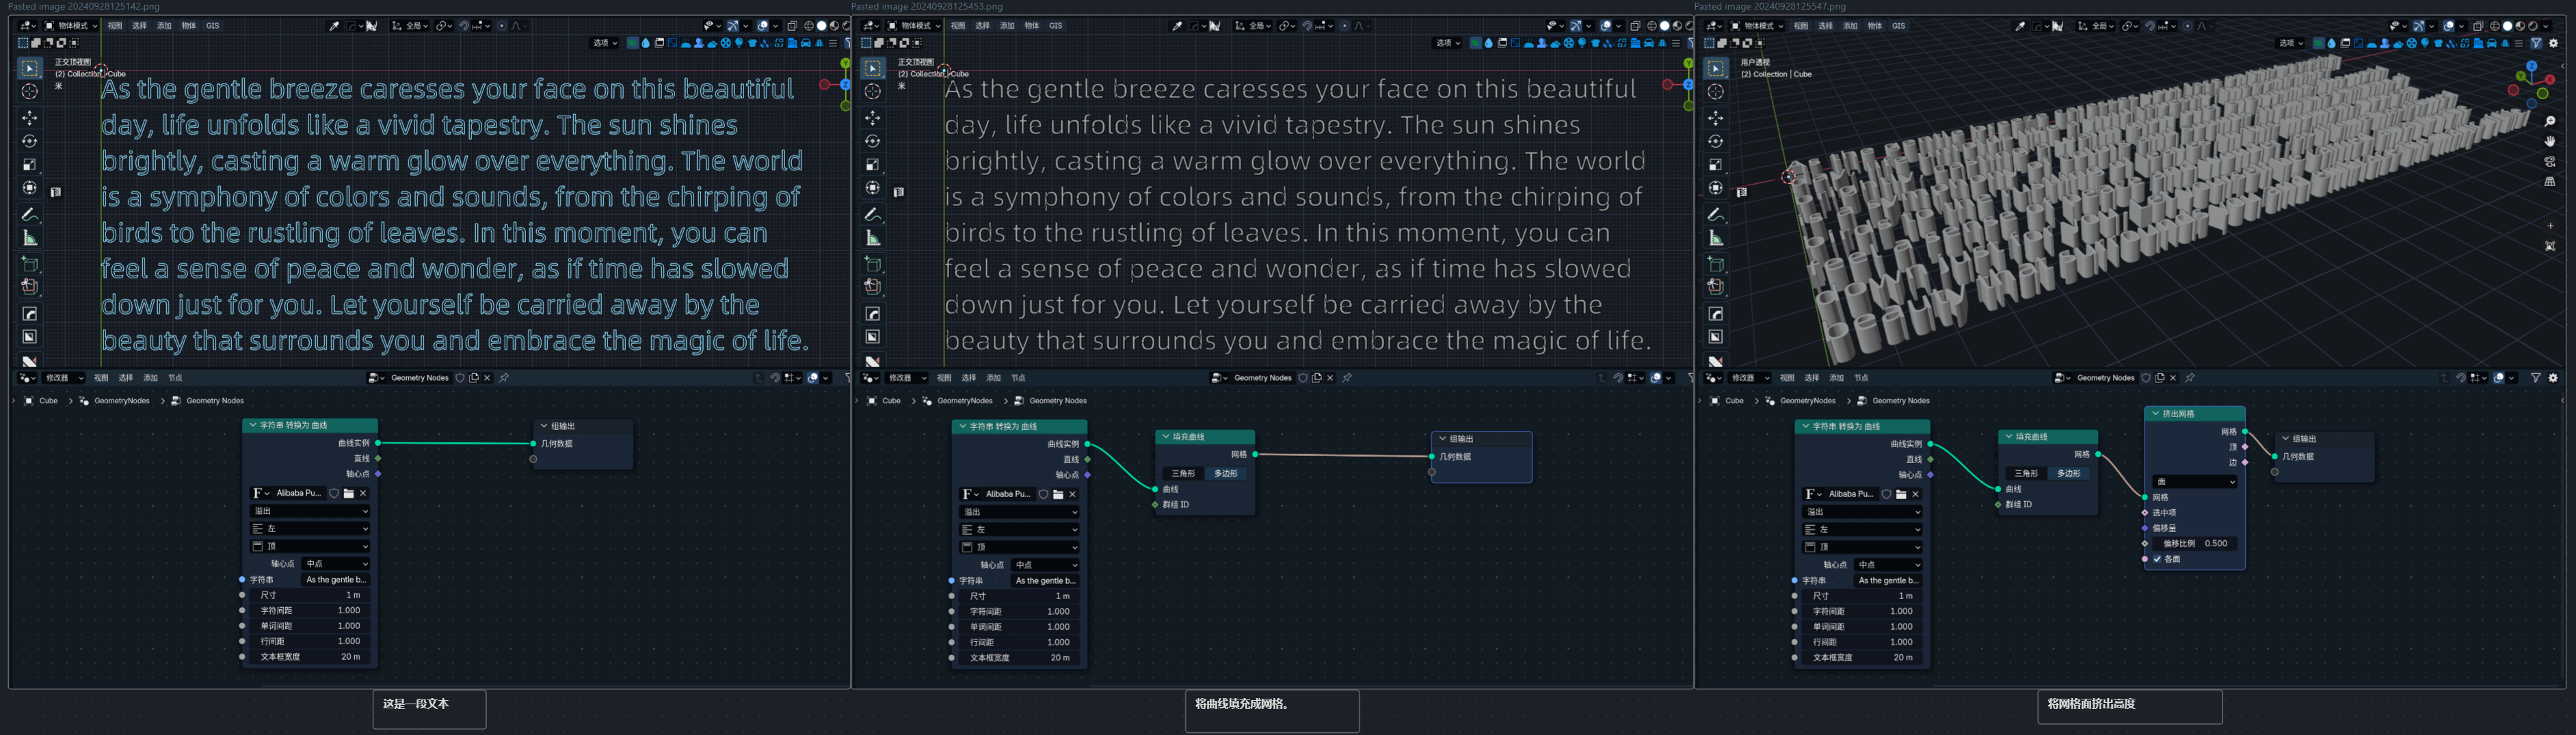 Pasted image 20240928125142.png
物体模式 视图 选择 添加 物体 GIS
全局
选项
正交顶视图
(2) Collection | Cube
米
As the gentle breeze caresses your face on this beautiful
day, life unfolds like a vivid tapestry. The sun shines
brightly, casting a warm glow over everything. The world
is a symphony of colors and sounds, from the chirping of
birds to the rustling of leaves. In this moment, you can
feel a sense of peace and wonder, as if time has slowed
down just for you. Let yourself be carried away by the
beauty that surrounds you and embrace the magic of life.
修改器 视图 选择 添加 节点
Geometry Nodes
Cube > GeometryNodes > Geometry Nodes
字符串 转换为 曲线
曲线实例
直线
轴心点
Alibaba Pu...
溢出
左
顶
轴心点 中点
字符串 As the gentle b...
尺寸 1 m
字符间距 1.000
单词间距 1.000
行间距 1.000
文本框宽度 20 m
组输出
几何数据
这是一段文本
Pasted image 20240928125453.png
物体模式 视图 选择 添加 物体 GIS
全局
选项
正交顶视图
(2) Collection | Cube
米
As the gentle breeze caresses your face on this beautiful
day, life unfolds like a vivid tapestry. The sun shines
brightly, casting a warm glow over everything. The world
is a symphony of colors and sounds, from the chirping of
birds to the rustling of leaves. In this moment, you can
feel a sense of peace and wonder, as if time has slowed
down just for you. Let yourself be carried away by the
beauty that surrounds you and embrace the magic of life.
修改器 视图 选择 添加 节点
Geometry Nodes
Cube > GeometryNodes > Geometry Nodes
字符串 转换为 曲线
曲线实例
直线
轴心点
Alibaba Pu...
溢出
左
顶
轴心点 中点
字符串 As the gentle b...
尺寸 1 m
字符间距 1.000
单词间距 1.000
行间距 1.000
文本框宽度 20 m
填充曲线
网格
三角形 多边形
曲线
群组 ID
组输出
几何数据
将曲线填充成网格。
Pasted image 20240928125547.png
物体模式 视图 选择 添加 物体 GIS
全局
选项
用户透视
(2) Collection | Cube
修改器 视图 选择 添加 节点
Geometry Nodes
Cube > GeometryNodes > Geometry Nodes
字符串 转换为 曲线
曲线实例
直线
轴心点
Alibaba Pu...
溢出
左
顶
轴心点 中点
字符串 As the gentle b...
尺寸 1 m
字符间距 1.000
单词间距 1.000
行间距 1.000
文本框宽度 20 m
填充曲线
网格
三角形 多边形
曲线
群组 ID
挤出网格
网格
顶
边
面
网格
选中项
偏移量
偏移比例 0.500
各面
组输出
几何数据
将网格面挤出高度